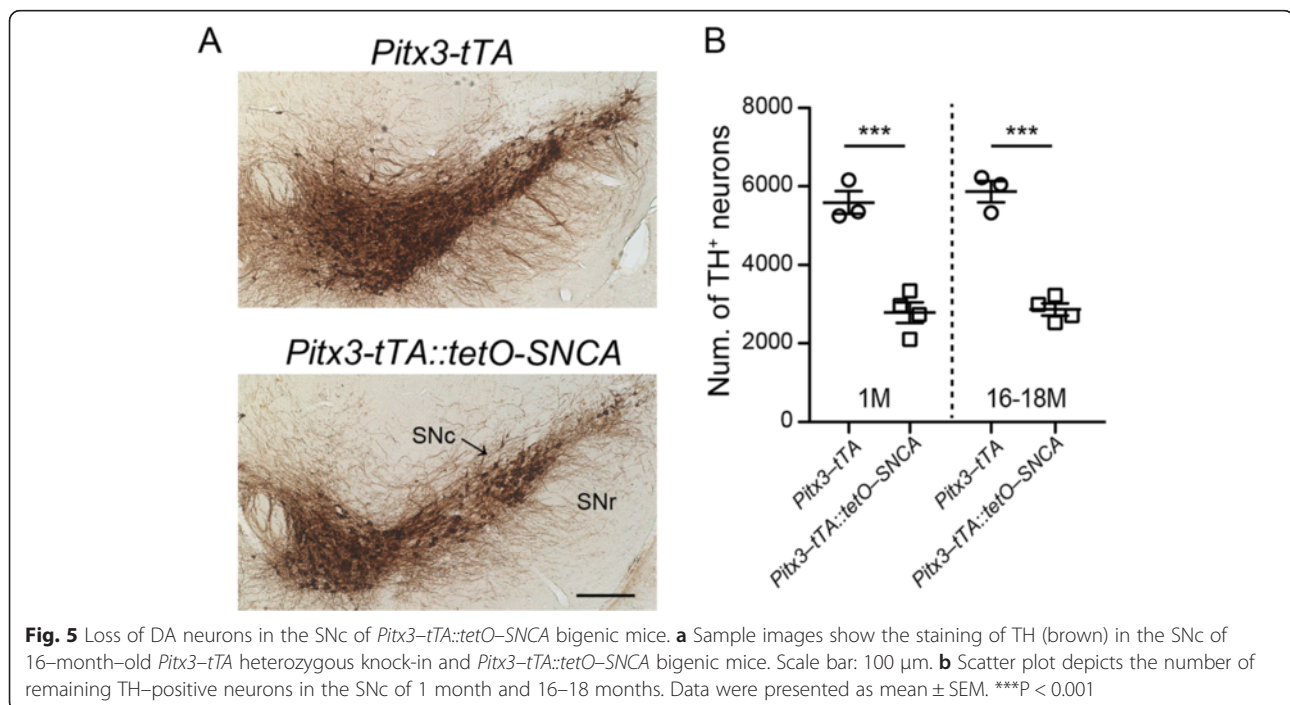 A
B
Pitx3-tTA
Pitx3-tTA::tetO-SNCA
SNc
SNr
Num. of TH+ neurons
8000
6000
4000
2000
0
***
***
1M
16-18M
Pitx3–tTA
Pitx3–tTA::tetO–SNCA
Pitx3–tTA
Pitx3–tTA::tetO–SNCA
Fig. 5 Loss of DA neurons in the SNc of Pitx3–tTA::tetO–SNCA bigenic mice. a Sample images show the staining of TH (brown) in the SNc of
16–month–old Pitx3–tTA heterozygous knock-in and Pitx3–tTA::tetO–SNCA bigenic mice. Scale bar: 100 μm. b Scatter plot depicts the number of
remaining TH–positive neurons in the SNc of 1 month and 16–18 months. Data were presented as mean ± SEM. ***P < 0.001